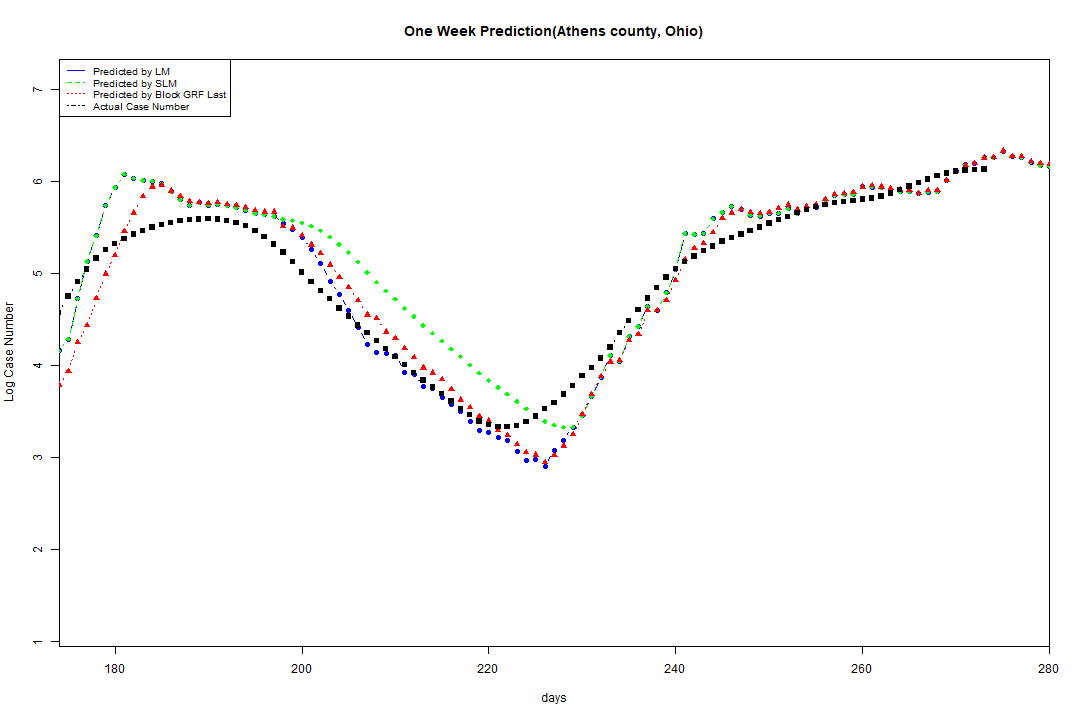 One Week Prediction(Athens county, Ohio)
Predicted by LM
Predicted by SLM
Predicted by Block GRF Last
Actual Case Number
7
6
5
4
3
2
1
Log Case Number
180 200 220 240 260 280
days